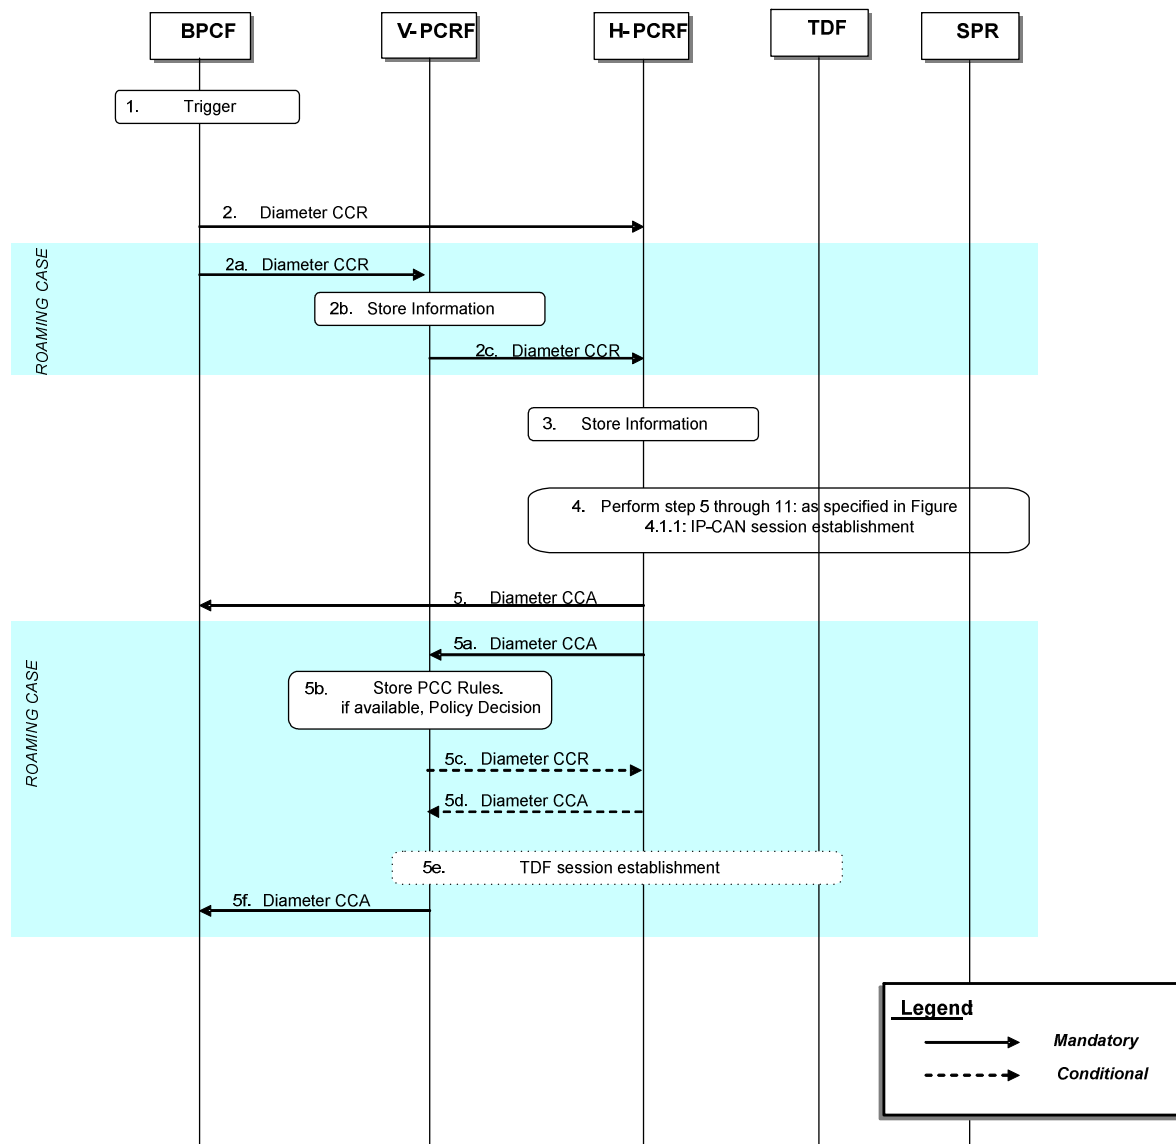 BPCF
V-PCRF
H-PCRF
TDF
SPR
1. Trigger
2. Diameter CCR
ROAMING CASE
2a. Diameter CCR
2b. Store Information
2c. Diameter CCR
3. Store Information
4. Perform step 5 through 11: as specified in Figure
4.1.1: IP-CAN session establishment
5. Diameter CCA
ROAMING CASE
5a. Diameter CCA
5b. Store PCC Rules.
if available, Policy Decision
5c. Diameter CCR
5d. Diameter CCA
5e. TDF session establishment
5f. Diameter CCA
Legend:
Mandatory
Conditional